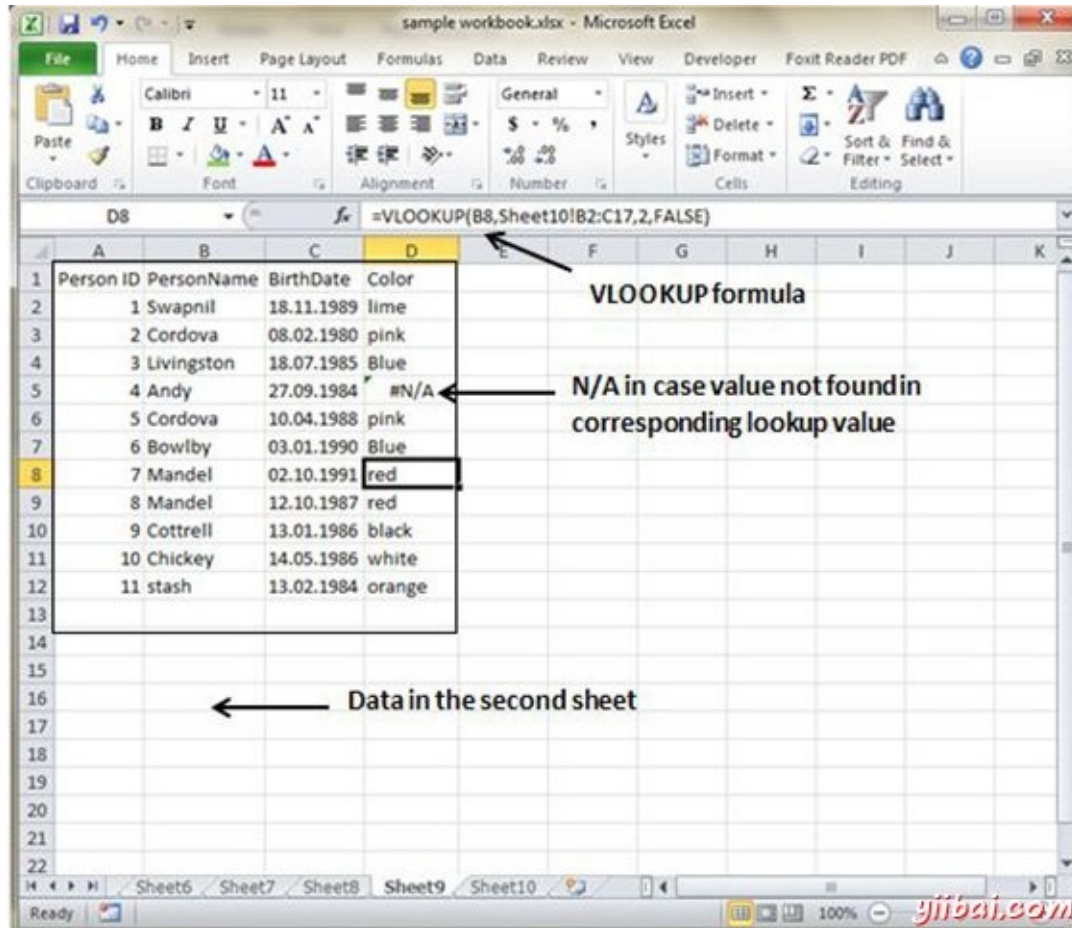 sample workbook.xlsx - Microsoft Excel
File Home Insert Page Layout Formulas Data Review View Developer Foxit Reader PDF
Calibri 11 General Insert Σ
Paste B I U A A $ % , Styles Delete Sort & Filter Find & Select
Format
Clipboard Font Alignment Number Cells Editing
D8 fx =VLOOKUP(B8,Sheet10!B2:C17,2,FALSE)
A B C D E F G H I J K
1 Person ID PersonName BirthDate Color
VLOOKUP formula
2 1 Swapnil 18.11.1989 lime
3 2 Cordova 08.02.1980 pink
4 3 Livingston 18.07.1985 Blue
5 4 Andy 27.09.1984 #N/A
N/A in case value not found in
corresponding lookup value
6 5 Cordova 10.04.1988 pink
7 6 Bowlby 03.01.1990 Blue
8 7 Mandel 02.10.1991 red
9 8 Mandel 12.10.1987 red
10 9 Cottrell 13.01.1986 black
11 10 Chickey 14.05.1986 white
12 11 stash 13.02.1984 orange
13
14
15
16 Data in the second sheet
17
18
19
20
21
22
Sheet6 Sheet7 Sheet8 Sheet9 Sheet10
Ready 100%
yiibai.com